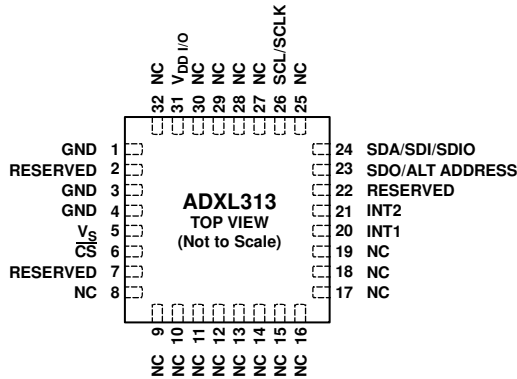 32 NC
31 VDD I/O
30 NC
29 NC
28 NC
27 NC
26 SCL/SCLK
25 NC
GND 1
RESERVED 2
GND 3
GND 4
VS 5
CS 6
RESERVED 7
NC 8
ADXL313
TOP VIEW
(Not to Scale)
24 SDA/SDI/SDIO
23 SDO/ALT ADDRESS
22 RESERVED
21 INT2
20 INT1
19 NC
18 NC
17 NC
NC 9
NC 10
NC 11
NC 12
NC 13
NC 14
NC 15
NC 16